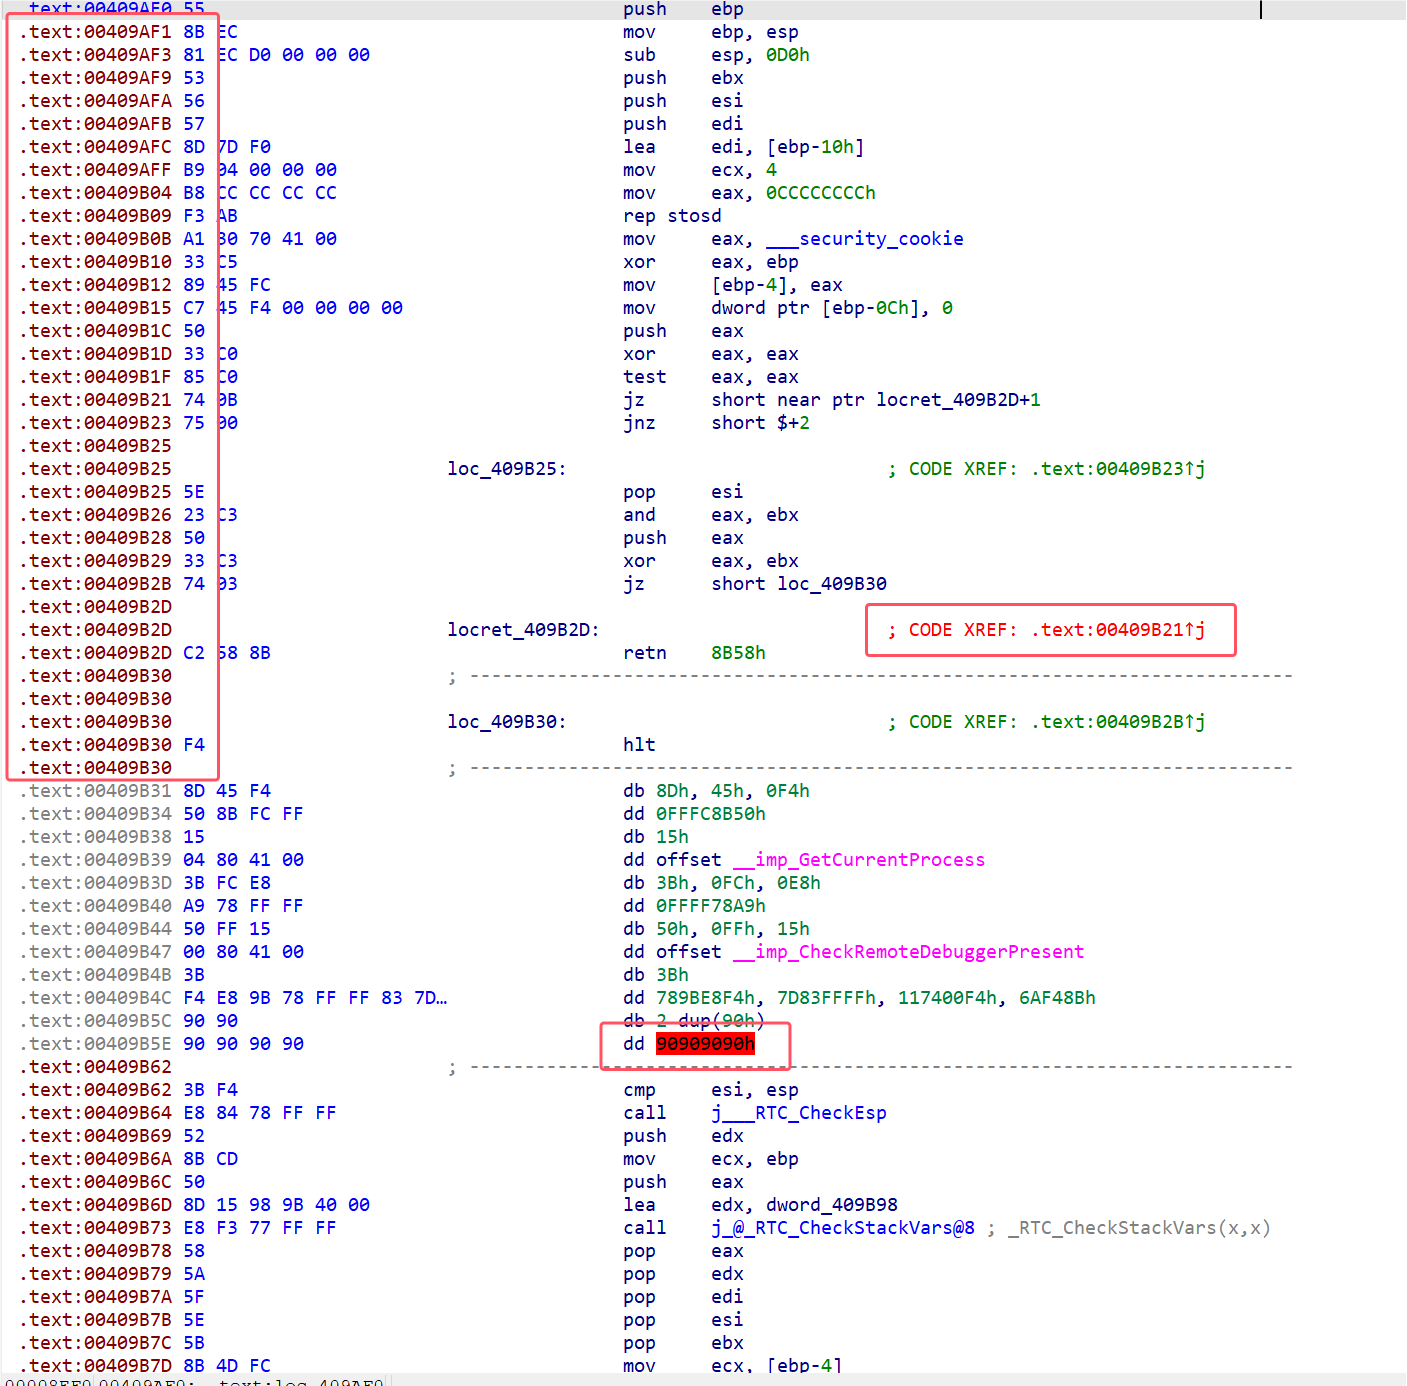 .text:00409AF0 55 push ebp
.text:00409AF1 8B EC mov ebp, esp
.text:00409AF3 81 EC D0 00 00 00 sub esp, 0D0h
.text:00409AF9 53 push ebx
.text:00409AFA 56 push esi
.text:00409AFB 57 push edi
.text:00409AFC 8D 7D F0 lea edi, [ebp-10h]
.text:00409AFF B9 04 00 00 00 mov ecx, 4
.text:00409B04 B8 CC CC CC CC mov eax, 0CCCCCCCCh
.text:00409B09 F3 AB rep stosd
.text:00409B0B A1 30 70 41 00 mov eax, ___security_cookie
.text:00409B10 33 C5 xor eax, ebp
.text:00409B12 89 45 FC mov [ebp-4], eax
.text:00409B15 C7 45 F4 00 00 00 00 mov dword ptr [ebp-0Ch], 0
.text:00409B1C 50 push eax
.text:00409B1D 33 C0 xor eax, eax
.text:00409B1F 85 C0 test eax, eax
.text:00409B21 74 0B jz short near ptr locret_409B2D+1
.text:00409B23 75 00 jnz short $+2
.text:00409B25
.text:00409B25 loc_409B25: ; CODE XREF: .text:00409B23↑j
.text:00409B25 5E pop esi
.text:00409B26 23 C3 and eax, ebx
.text:00409B28 50 push eax
.text:00409B29 33 C3 xor eax, ebx
.text:00409B2B 74 03 jz short loc_409B30
.text:00409B2D
.text:00409B2D locret_409B2D: ; CODE XREF: .text:00409B21↑j
.text:00409B2D C2 58 8B retn 8B58h
.text:00409B30 ; ---------------------------------------------------------------------------
.text:00409B30
.text:00409B30 loc_409B30: ; CODE XREF: .text:00409B2B↑j
.text:00409B30 F4 hlt
.text:00409B30 ; ---------------------------------------------------------------------------
.text:00409B31 8D 45 F4 db 8Dh, 45h, 0F4h
.text:00409B34 50 8B FC FF dd 0FFFC8B50h
.text:00409B38 15 db 15h
.text:00409B39 04 80 41 00 dd offset __imp_GetCurrentProcess
.text:00409B3D 3B FC E8 db 3Bh, 0FCh, 0E8h
.text:00409B40 A9 78 FF FF dd 0FFFF78A9h
.text:00409B44 50 FF 15 db 50h, 0FFh, 15h
.text:00409B47 00 80 41 00 dd offset __imp_CheckRemoteDebuggerPresent
.text:00409B4B 3B db 3Bh
.text:00409B4C F4 E8 9B 78 FF FF 83 7D… dd 789BE8F4h, 7D83FFFFh, 117400F4h, 6AF48Bh
.text:00409B5C 90 90 db 2 dup(90h)
.text:00409B5E 90 90 90 90 dd 90909090h
.text:00409B62 ; ---------------------------------------------------------------------------
.text:00409B62 3B F4 cmp esi, esp
.text:00409B64 E8 84 78 FF FF call j___RTC_CheckEsp
.text:00409B69 52 push edx
.text:00409B6A 8B CD mov ecx, ebp
.text:00409B6C 50 push eax
.text:00409B6D 8D 15 98 9B 40 00 lea edx, dword_409B98
.text:00409B73 E8 F3 77 FF FF call j_@_RTC_CheckStackVars@8 ; _RTC_CheckStackVars(x,x)
.text:00409B78 58 pop eax
.text:00409B79 5A pop edx
.text:00409B7A 5F pop edi
.text:00409B7B 5E pop esi
.text:00409B7C 5B pop ebx
.text:00409B7D 8B 4D FC mov ecx, [ebp-4]